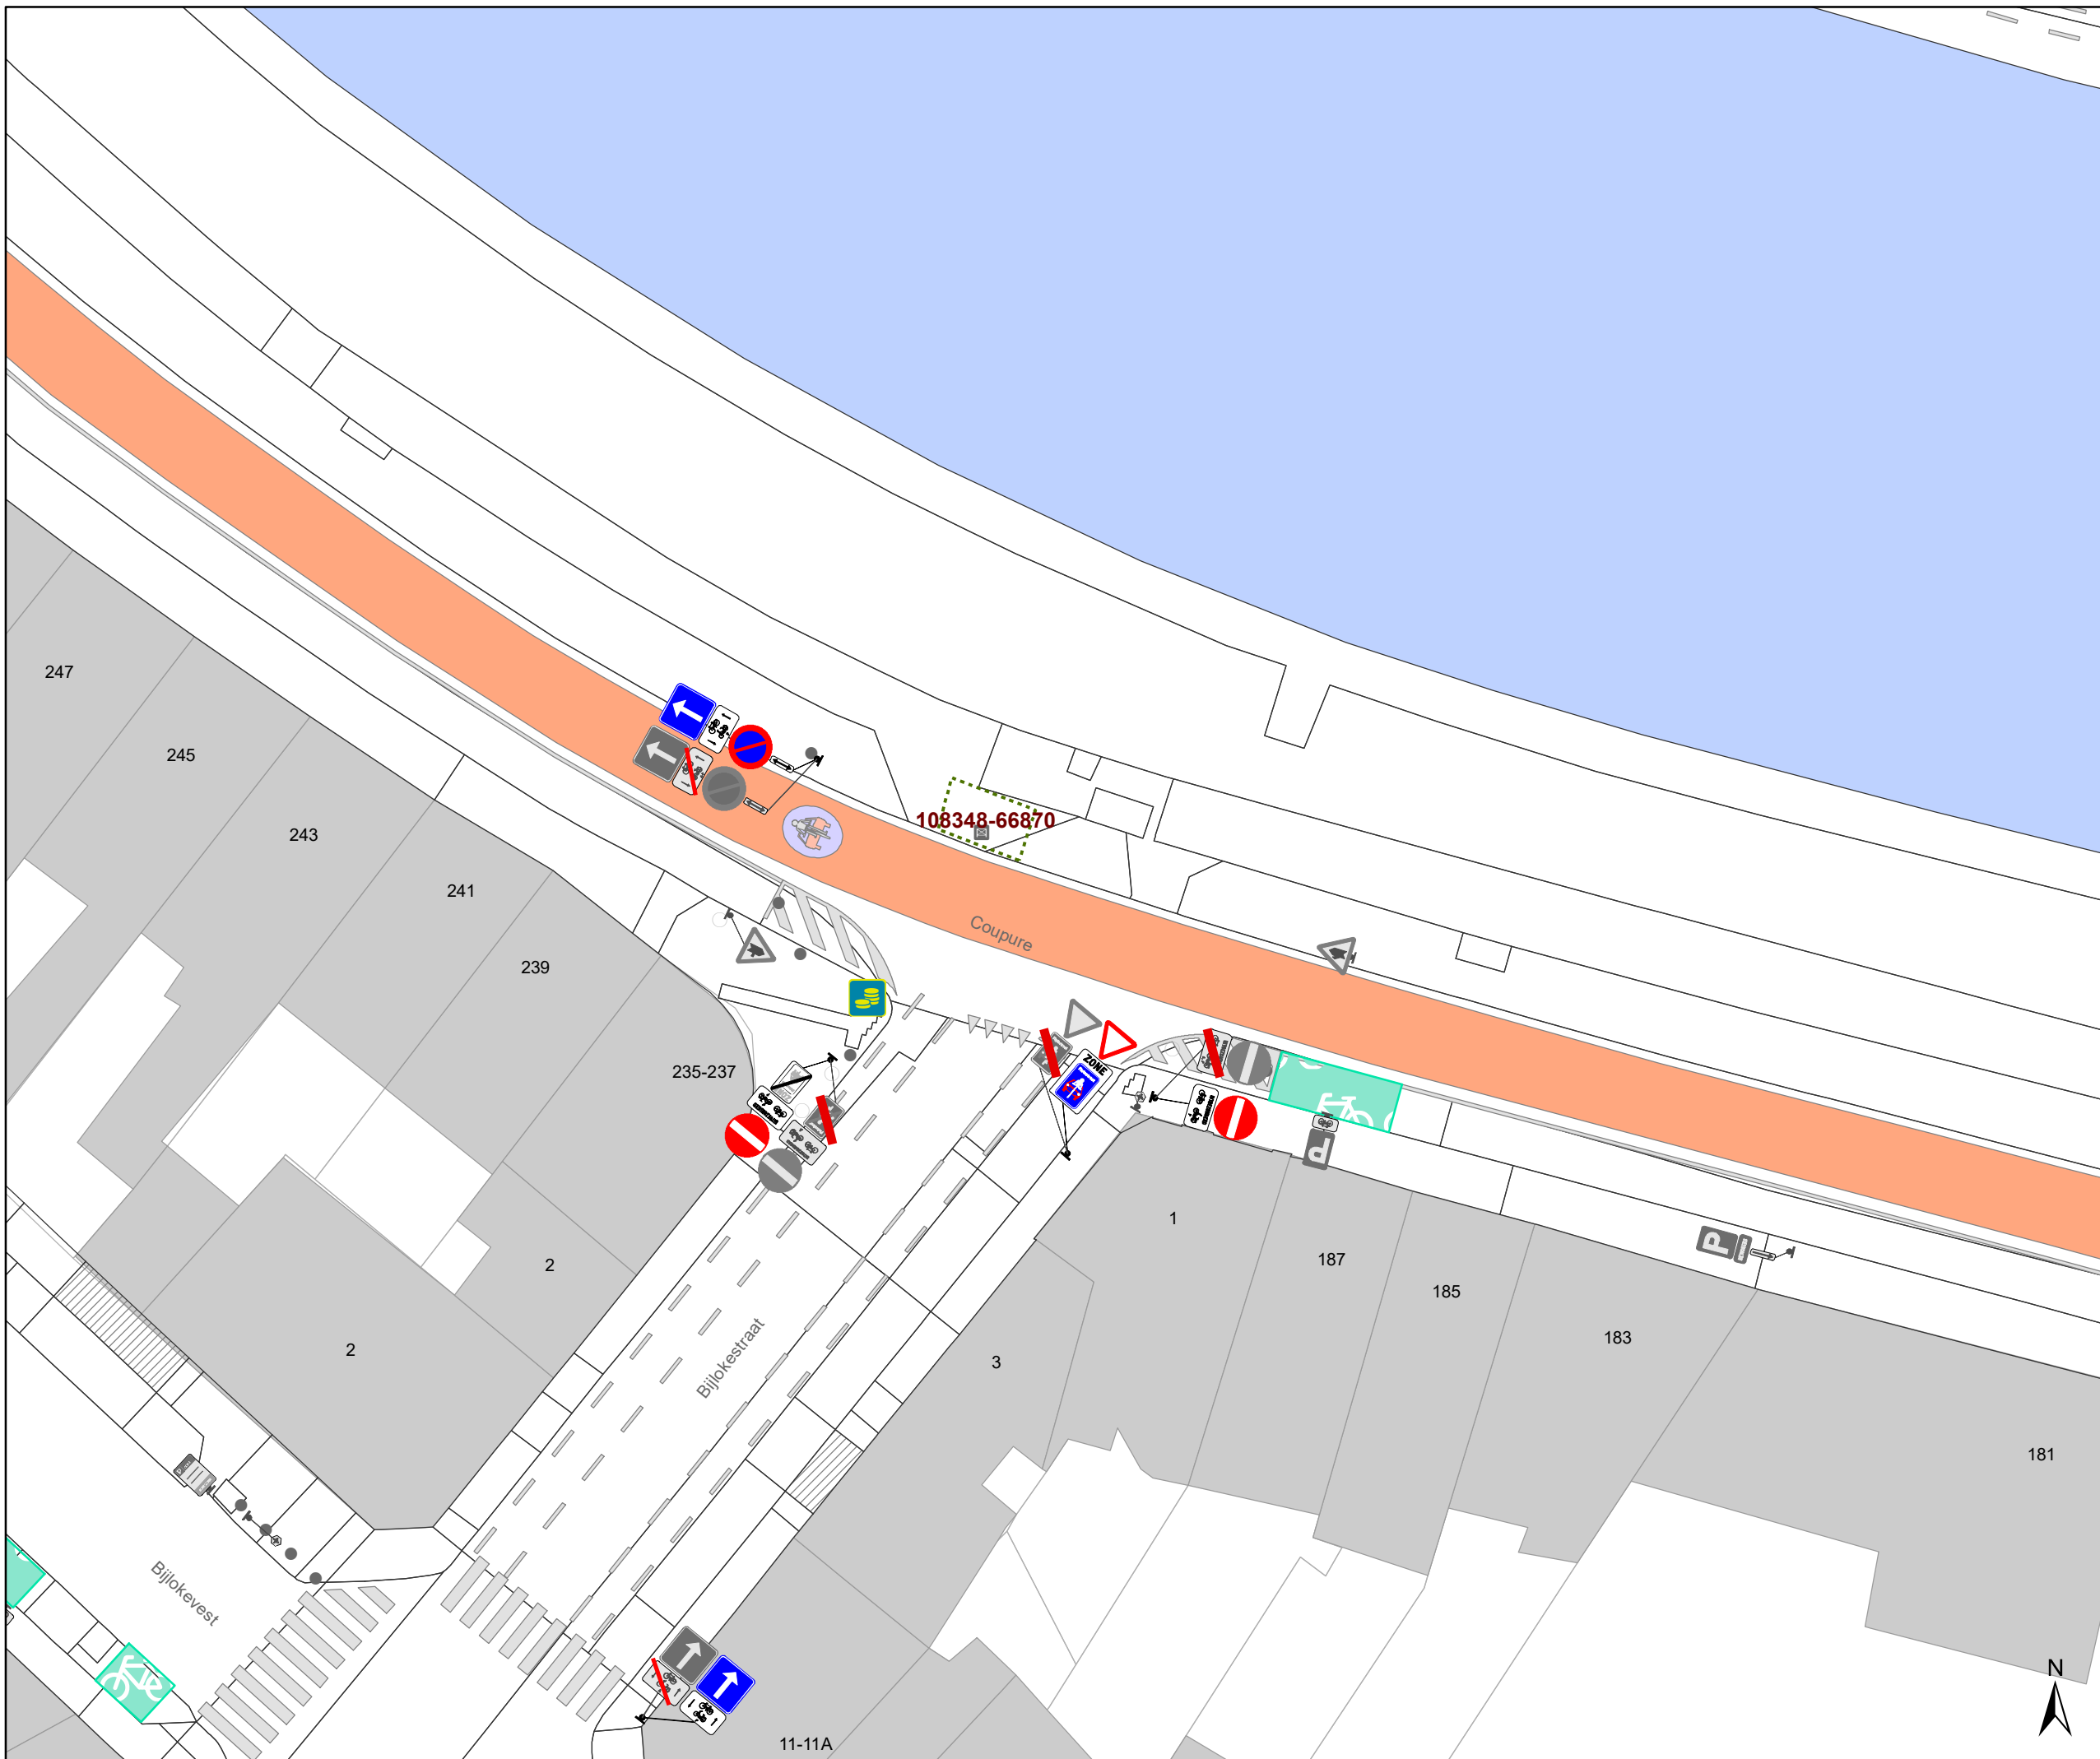 247
245
243
241
239
235-237
108348-66870
Coupure
ZONE
P
1
187
185
183
181
P
2
2
3
Bijlokestraat
Bijlokevest
11-11A
N